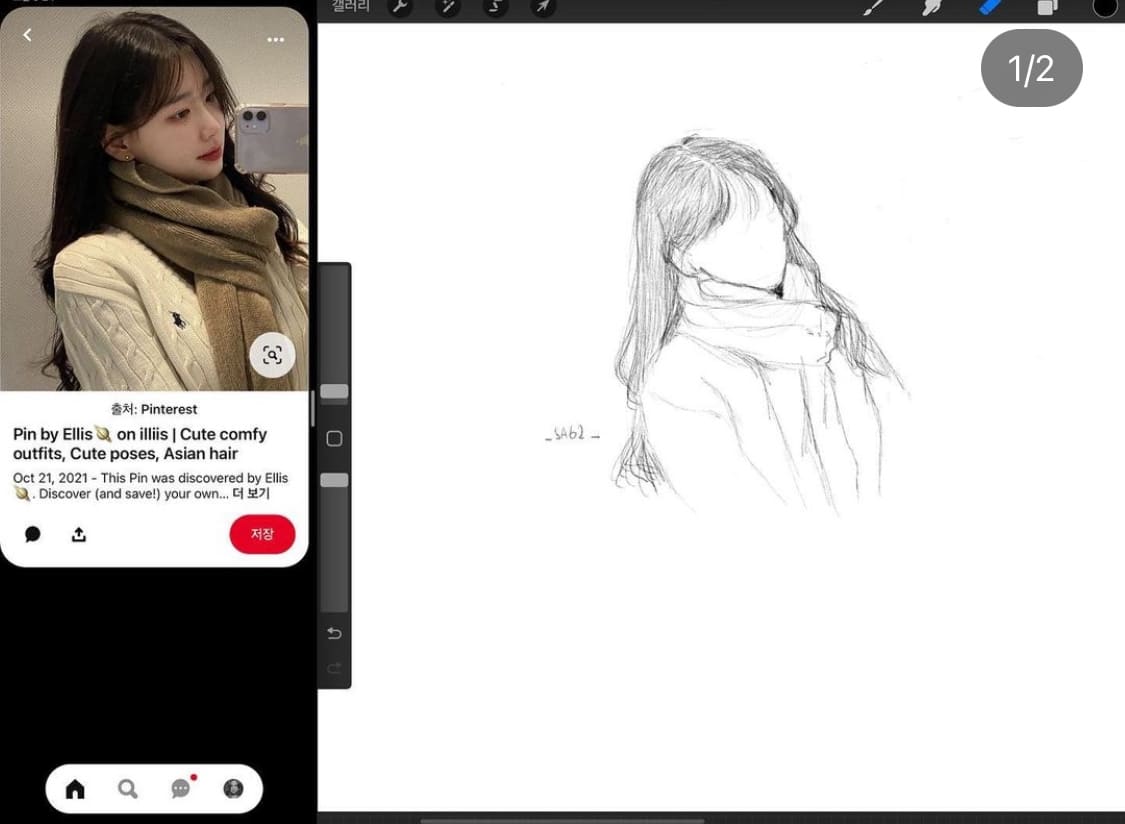 갤러리
1/2
출처: Pinterest
Pin by Ellis🪐 on illiis | Cute comfy
outfits, Cute poses, Asian hair
Oct 21, 2021 - This Pin was discovered by Ellis
🪐. Discover (and save!) your own... 더 보기
저장